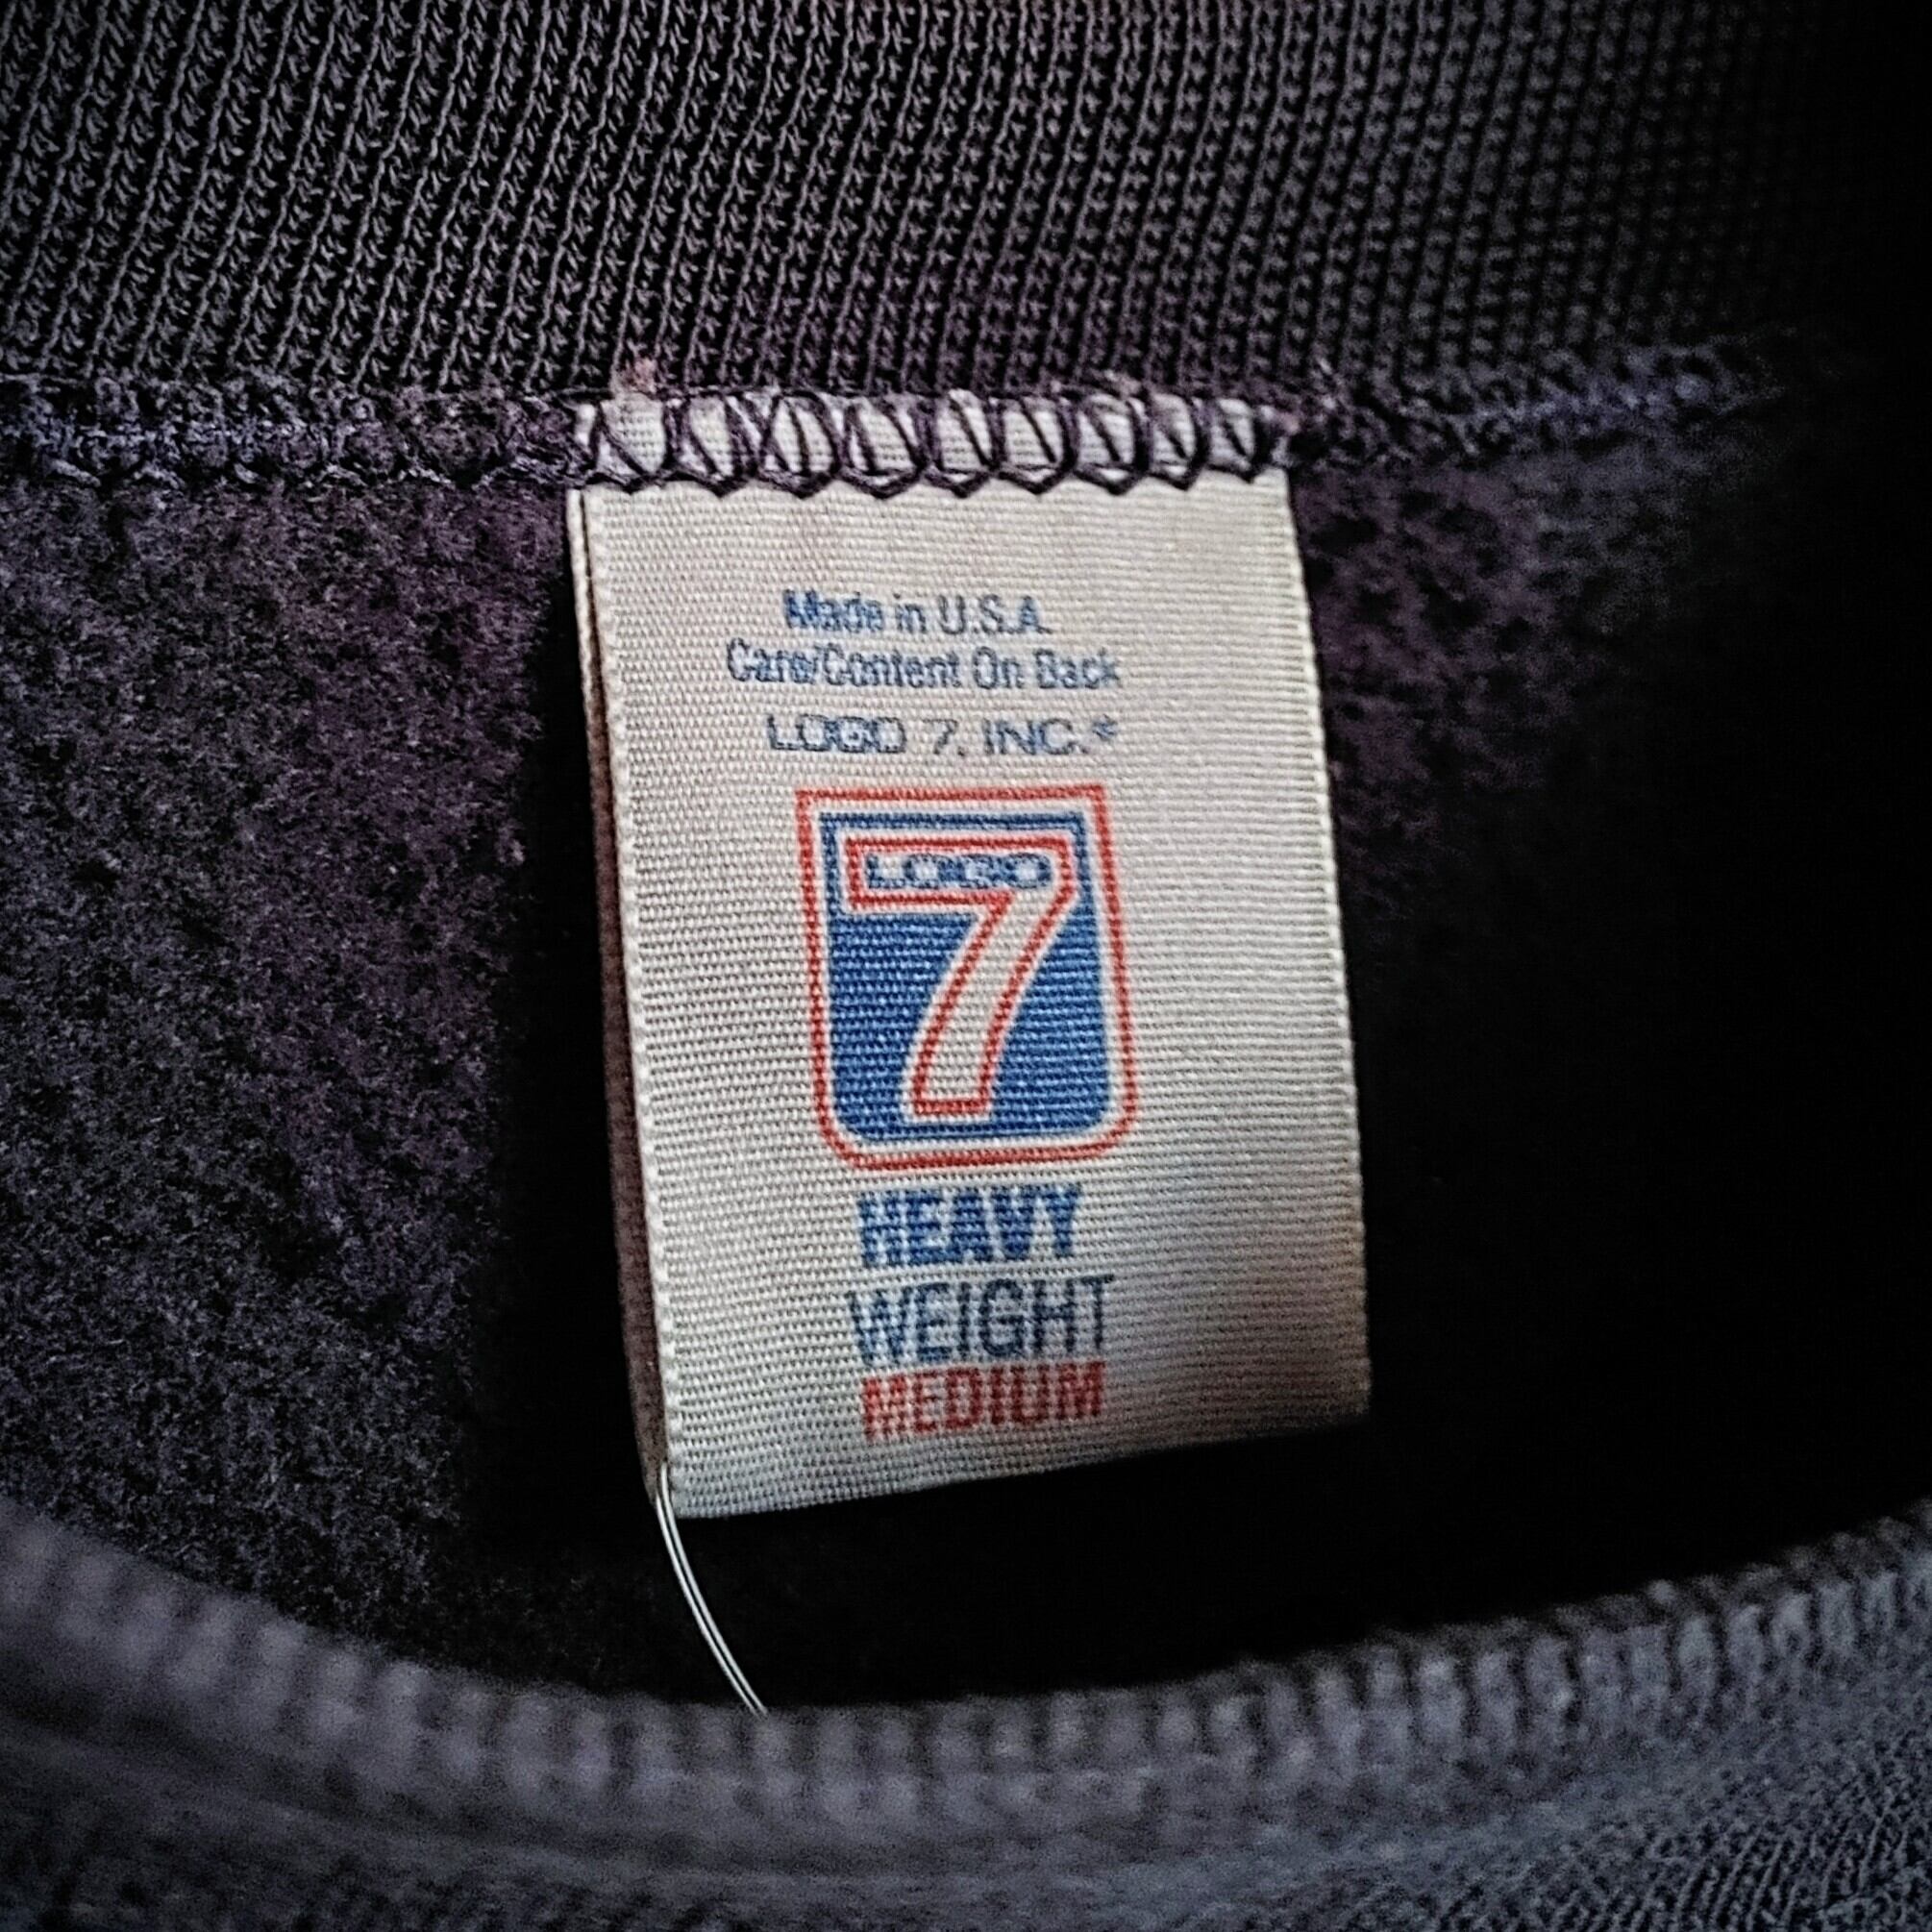 Made in U.S.A.
Care/Content On Back
LOGO 7, INC.*
LOGO
7
HEAVY
WEIGHT
MEDIUM